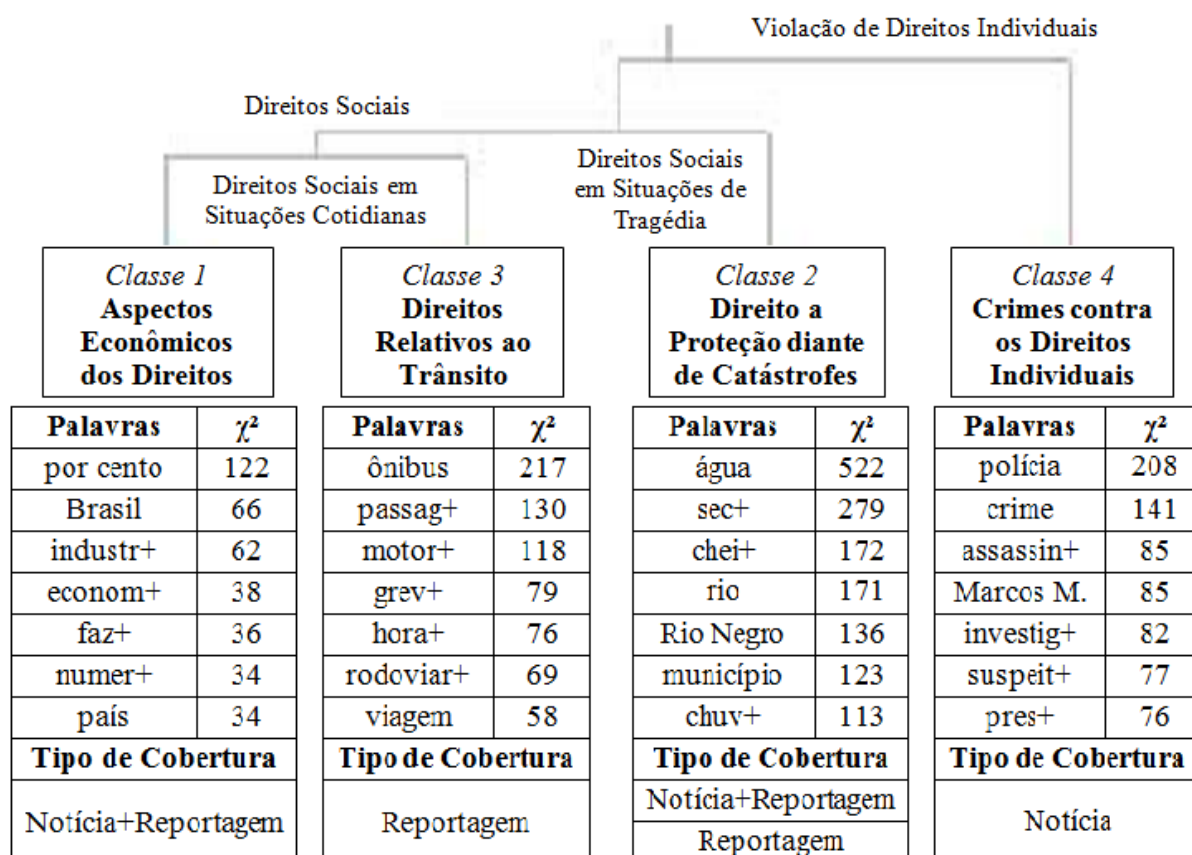 Violação de Direitos Individuais
Direitos Sociais
Direitos Sociais em
Situações Cotidianas
Direitos Sociais
em Situações de
Tragédia
Classe 1
Aspectos
Econômicos
dos Direitos
Palavras χ²
por cento 122
Brasil 66
industr+ 62
econom+ 38
faz+ 36
numer+ 34
país 34
Tipo de Cobertura
Notícia+Reportagem
Classe 3
Direitos
Relativos ao
Trânsito
Palavras χ²
ônibus 217
passag+ 130
motor+ 118
grev+ 79
hora+ 76
rodoviar+ 69
viagem 58
Tipo de Cobertura
Reportagem
Classe 2
Direito a
Proteção diante
de Catástrofes
Palavras χ²
água 522
sec+ 279
chei+ 172
rio 171
Rio Negro 136
município 123
chuv+ 113
Tipo de Cobertura
Notícia+Reportagem
Reportagem
Classe 4
Crimes contra
os Direitos
Individuais
Palavras χ²
polícia 208
crime 141
assassin+ 85
Marcos M. 85
investig+ 82
suspeit+ 77
pres+ 76
Tipo de Cobertura
Notícia